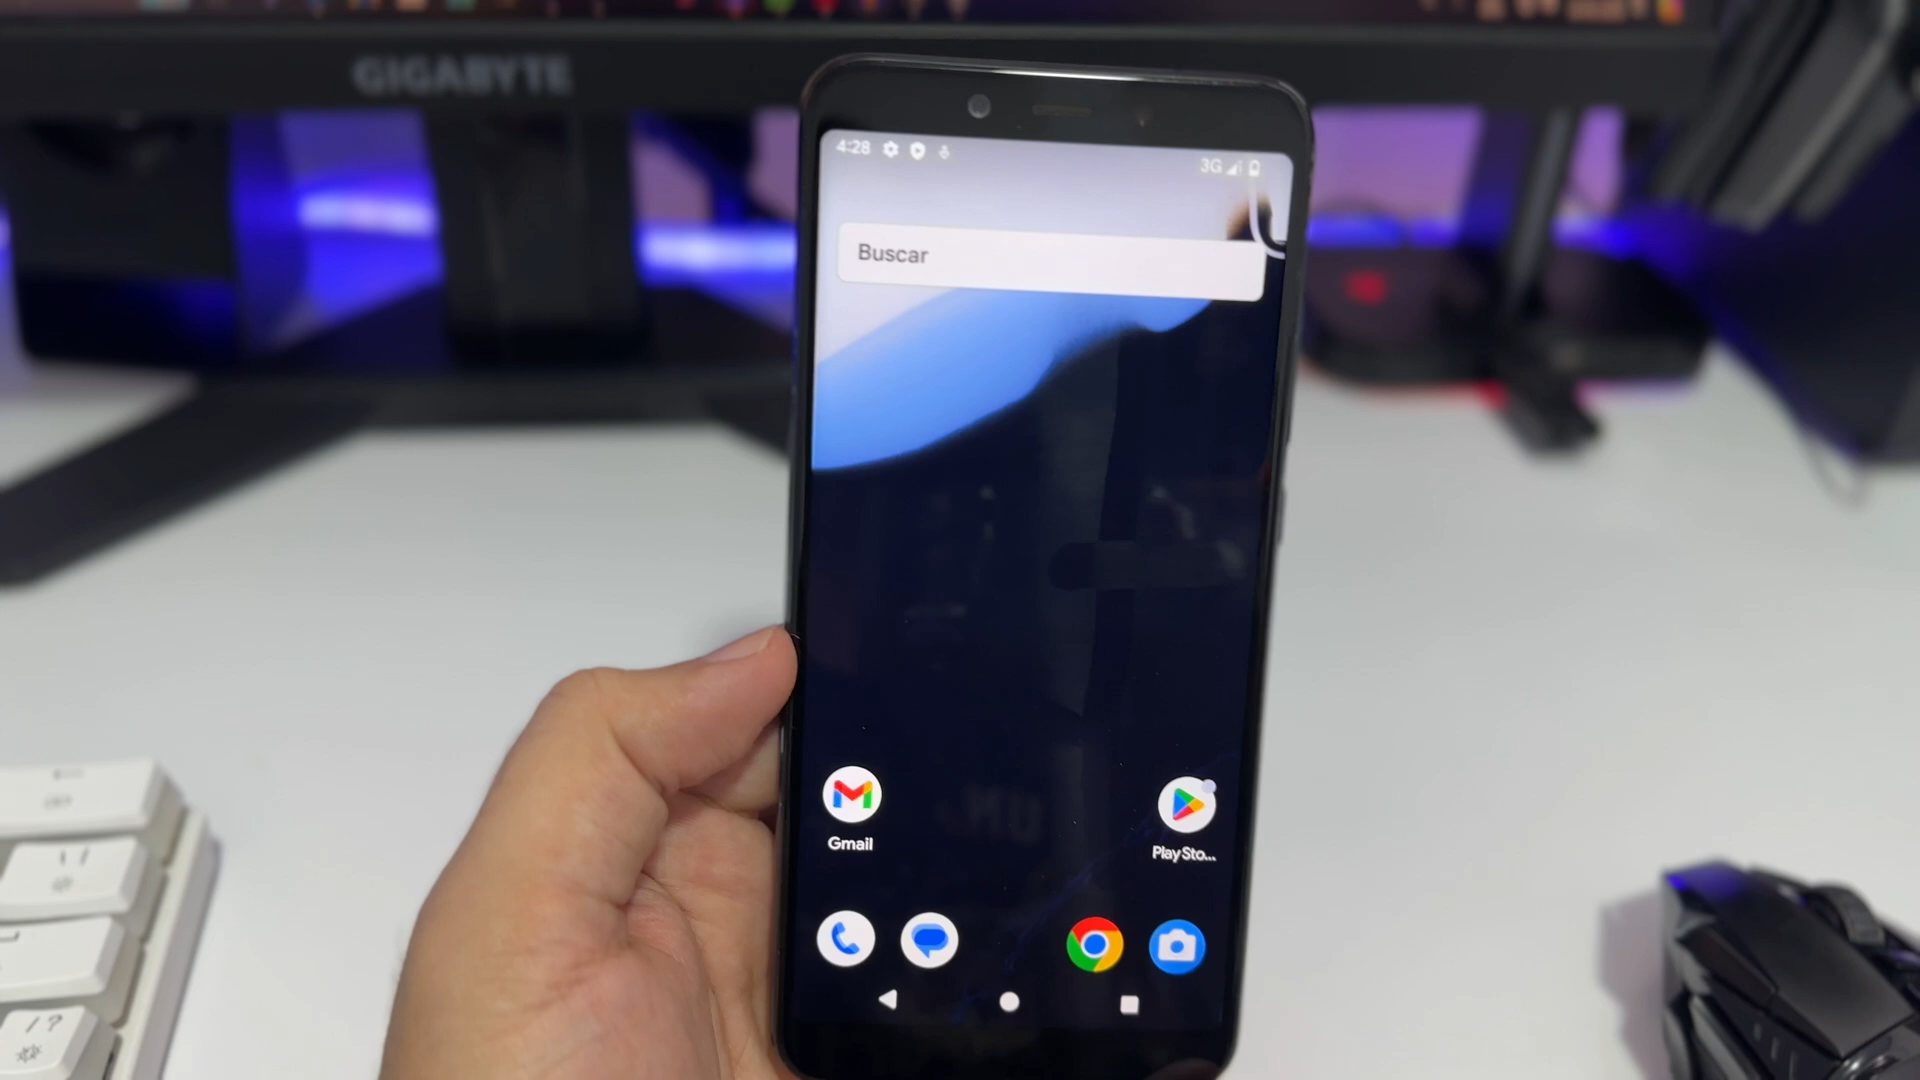 GIGABYTE
4:28
3G
Buscar
Gmail
Play Sto...
\ |
/ ?